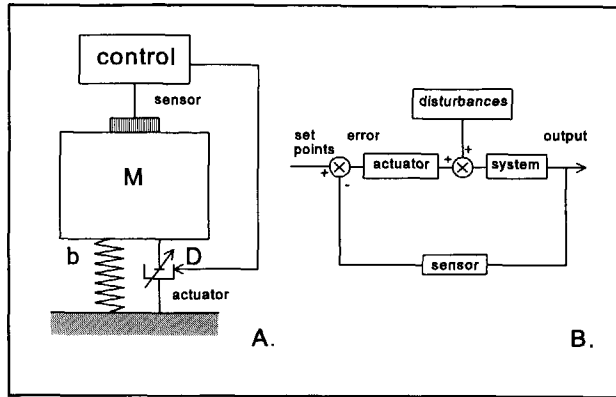 control
sensor
M
b
D
actuator
A.
disturbances
set
points
error
output
+
-
actuator
+
+
system
sensor
B.